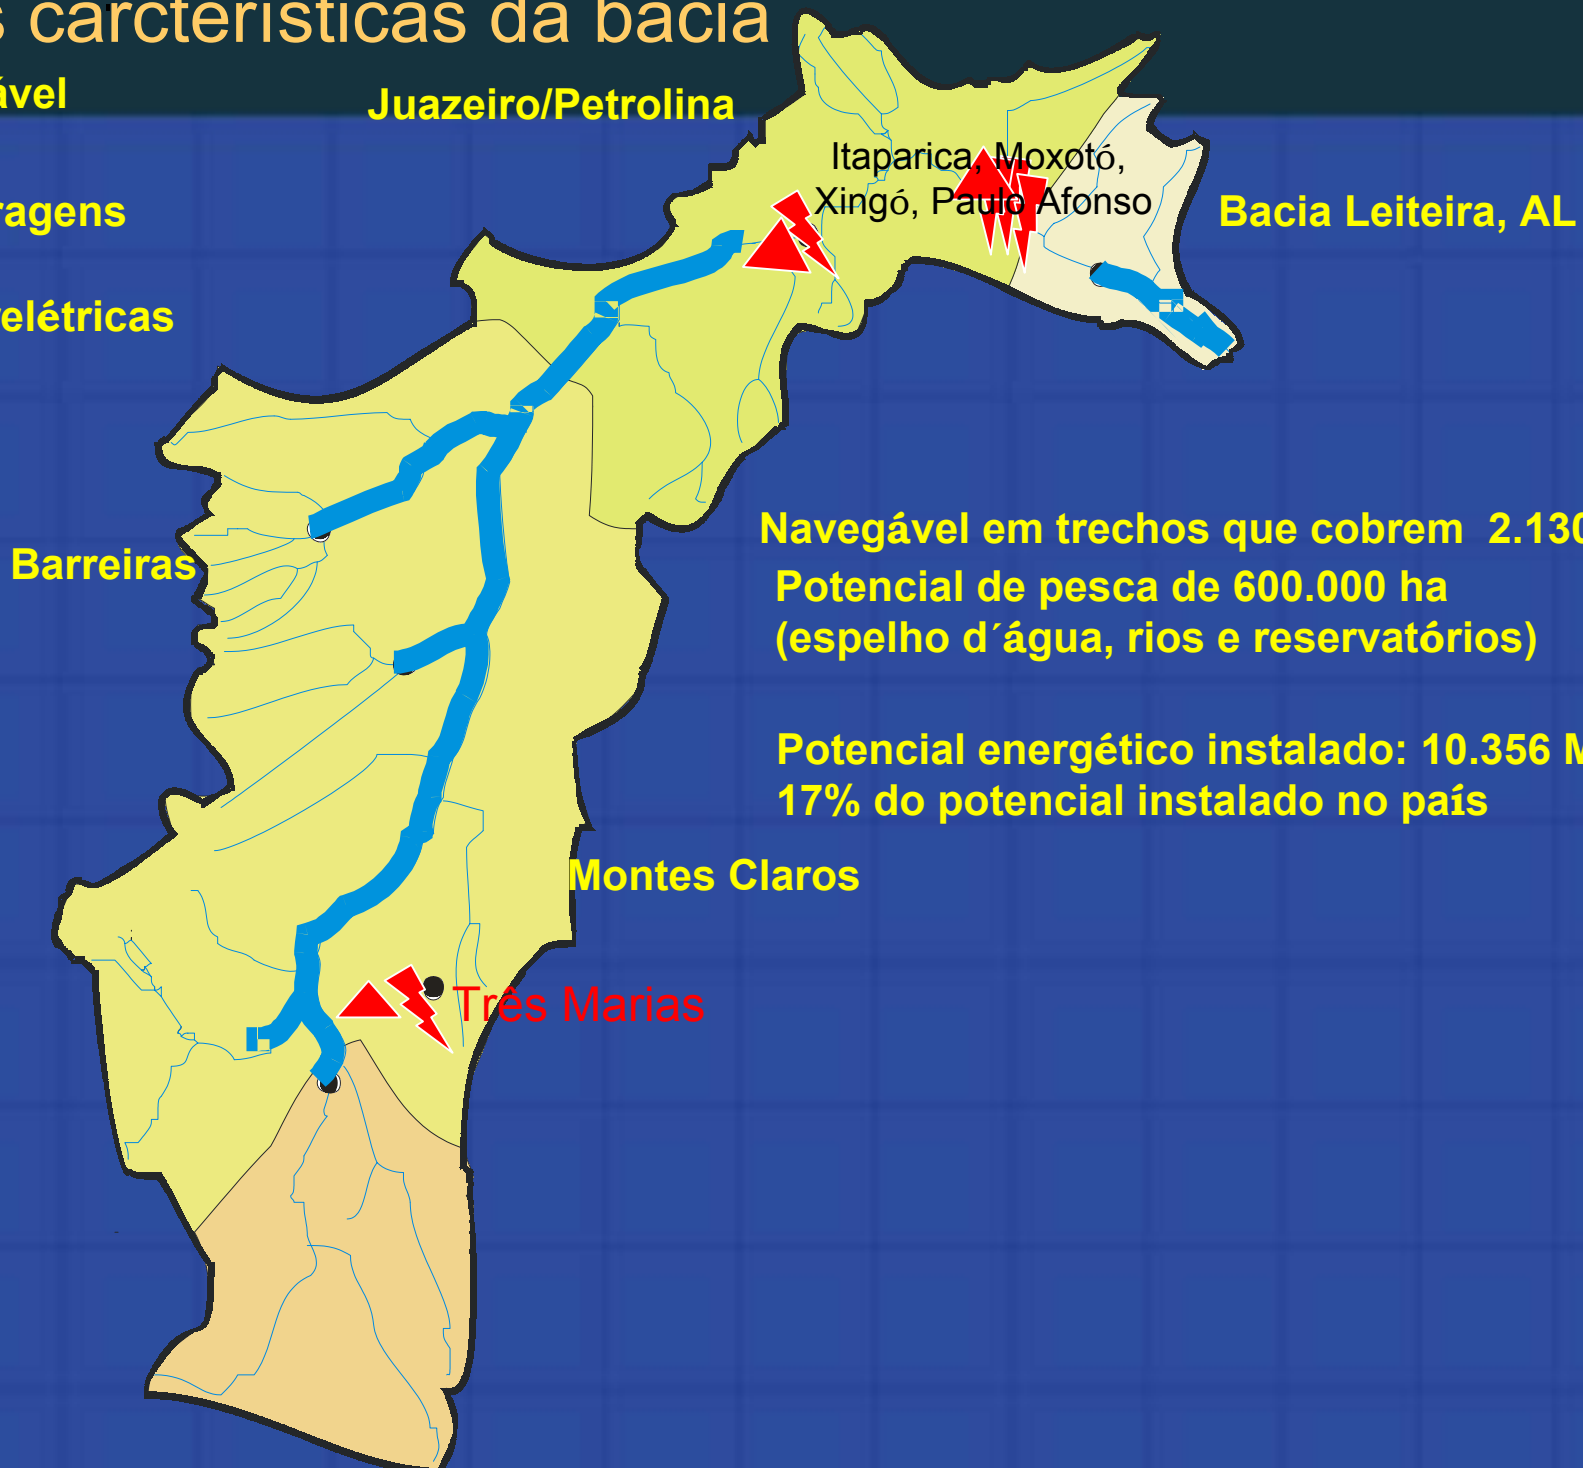 s carcterísticas da bacia
ável
Juazeiro/Petrolina
Itaparica, Moxotó,
Xingó, Paulo Afonso
ragens
Bacia Leiteira, AL
elétricas
Navegável em trechos que cobrem 2.130
Barreiras
Potencial de pesca de 600.000 ha
(espelho d´água, rios e reservatórios)
Potencial energético instalado: 10.356 M
17% do potencial instalado no país
Montes Claros
Três Marias